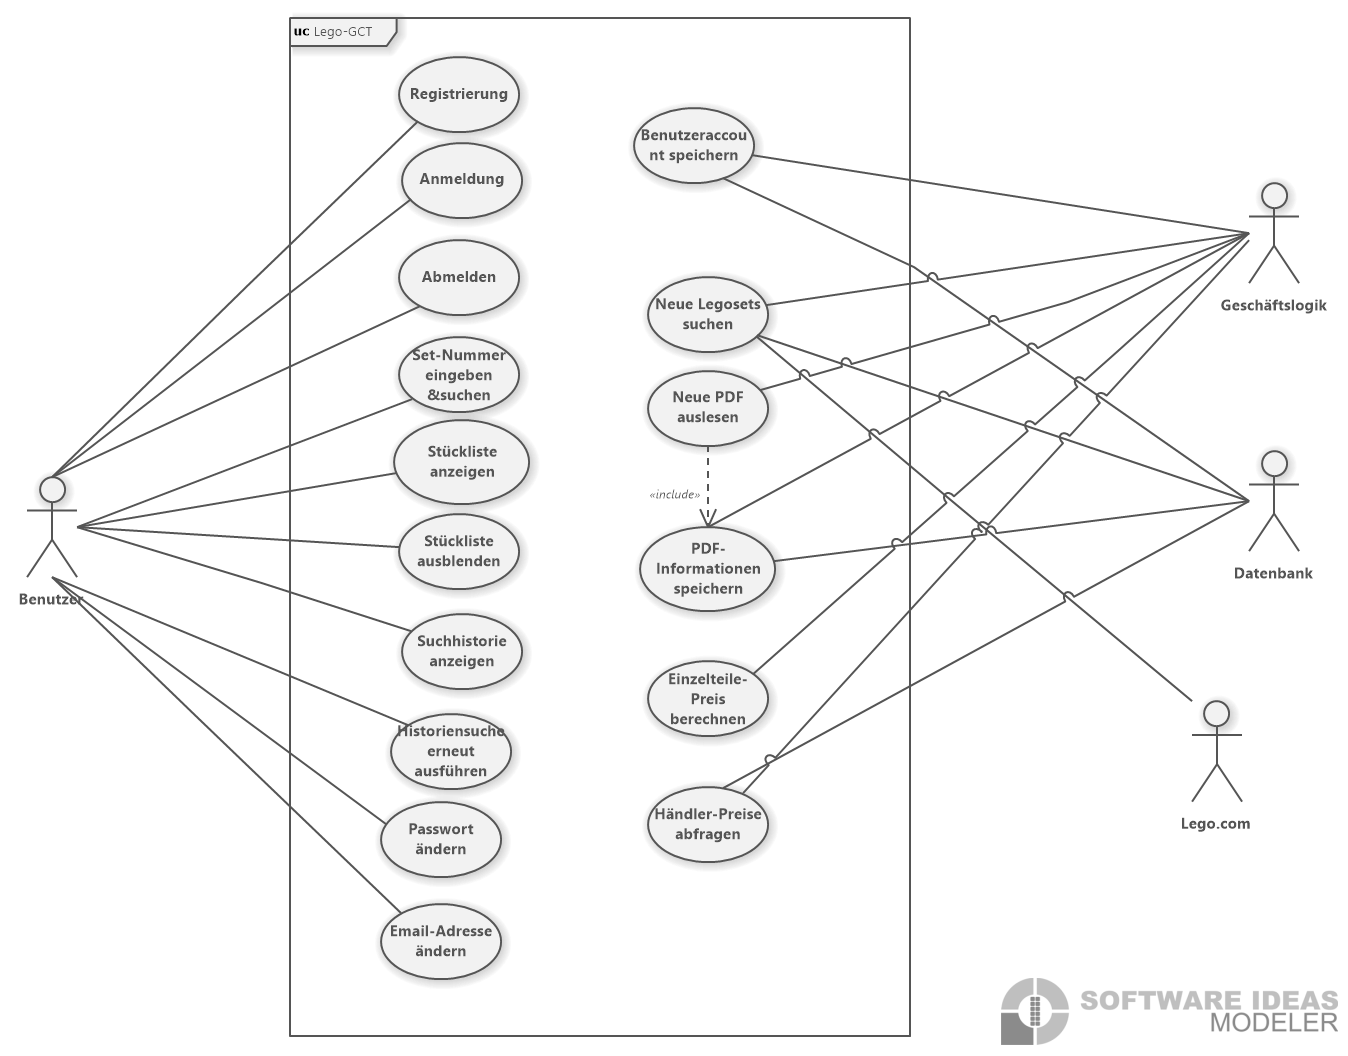 uc Lego-GCT
Registrierung
Anmeldung
Abmelden
Set-Nummer
eingeben
&suchen
Stückliste
anzeigen
Stückliste
ausblenden
Suchhistorie
anzeigen
Historiensuche
erneut
ausführen
Passwort
ändern
Email-Adresse
ändern
Benutzer
Benutzeraccou
nt speichern
Neue Legosets
suchen
Neue PDF
auslesen
«include»
PDF-
Informationen
speichern
Einzelteile-
Preis
berechnen
Händler-Preise
abfragen
Geschäftslogik
Datenbank
Lego.com
SOFTWARE IDEAS
MODELER